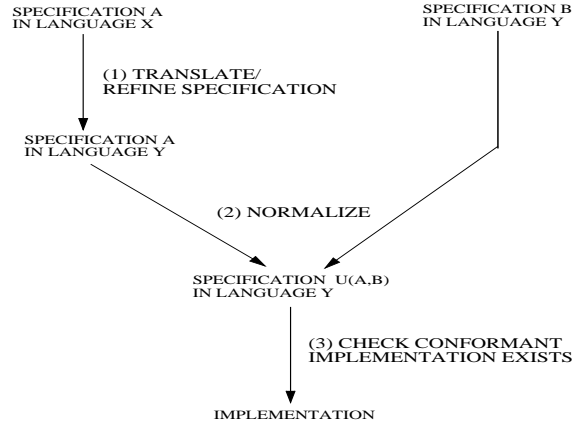 SPECIFICATION A
IN LANGUAGE X
SPECIFICATION B
IN LANGUAGE Y
(1) TRANSLATE/
REFINE SPECIFICATION
SPECIFICATION A
IN LANGUAGE Y
(2) NORMALIZE
SPECIFICATION U(A,B)
IN LANGUAGE Y
(3) CHECK CONFORMANT
IMPLEMENTATION EXISTS
IMPLEMENTATION